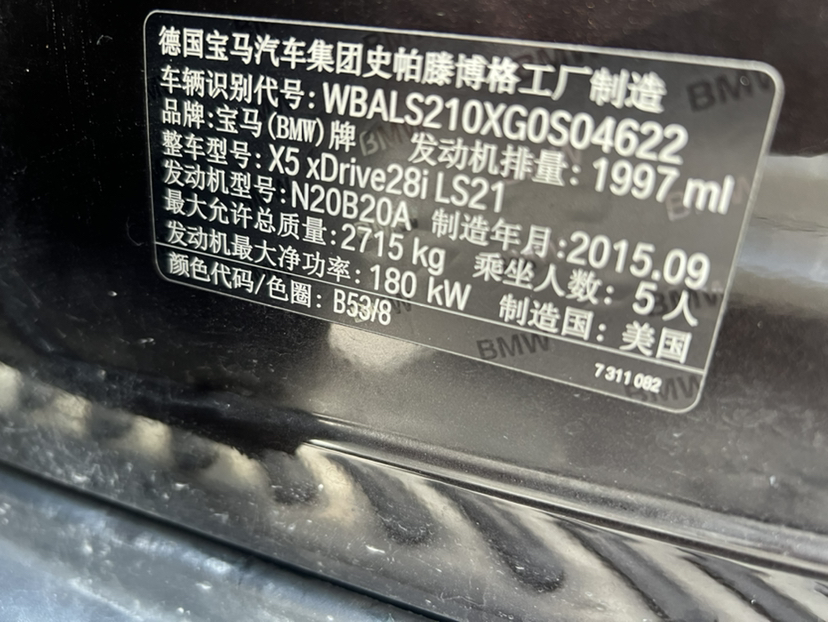 德国宝马汽车集团史帕滕博格工厂制造
车辆识别代号: WBALS210XG0S04622
品牌: 宝马(BMW)牌 发动机排量: 1997 ml
整车型号: X5 xDrive28i LS21
发动机型号: N20B20A 制造年月: 2015.09
最大允许总质量: 2715 kg 乘坐人数: 5 人
发动机最大净功率: 180 kW 制造国: 美国
颜色代码/色圈: B53/8
7 311 082